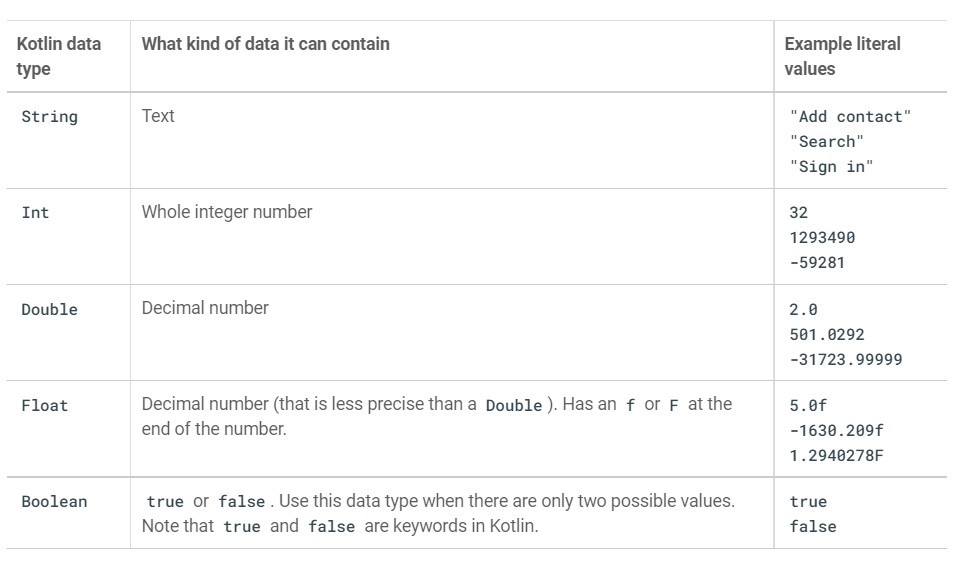 Kotlin data type
What kind of data it can contain
Example literal values
String
Text
"Add contact"
"Search"
"Sign in"
Int
Whole integer number
32
1293490
-59281
Double
Decimal number
2.0
501.0292
-31723.99999
Float
Decimal number (that is less precise than a Double ). Has an f or F at the
end of the number.
5.0f
-1630.209f
1.2940278F
Boolean
true or false . Use this data type when there are only two possible values.
Note that true and false are keywords in Kotlin.
true
false